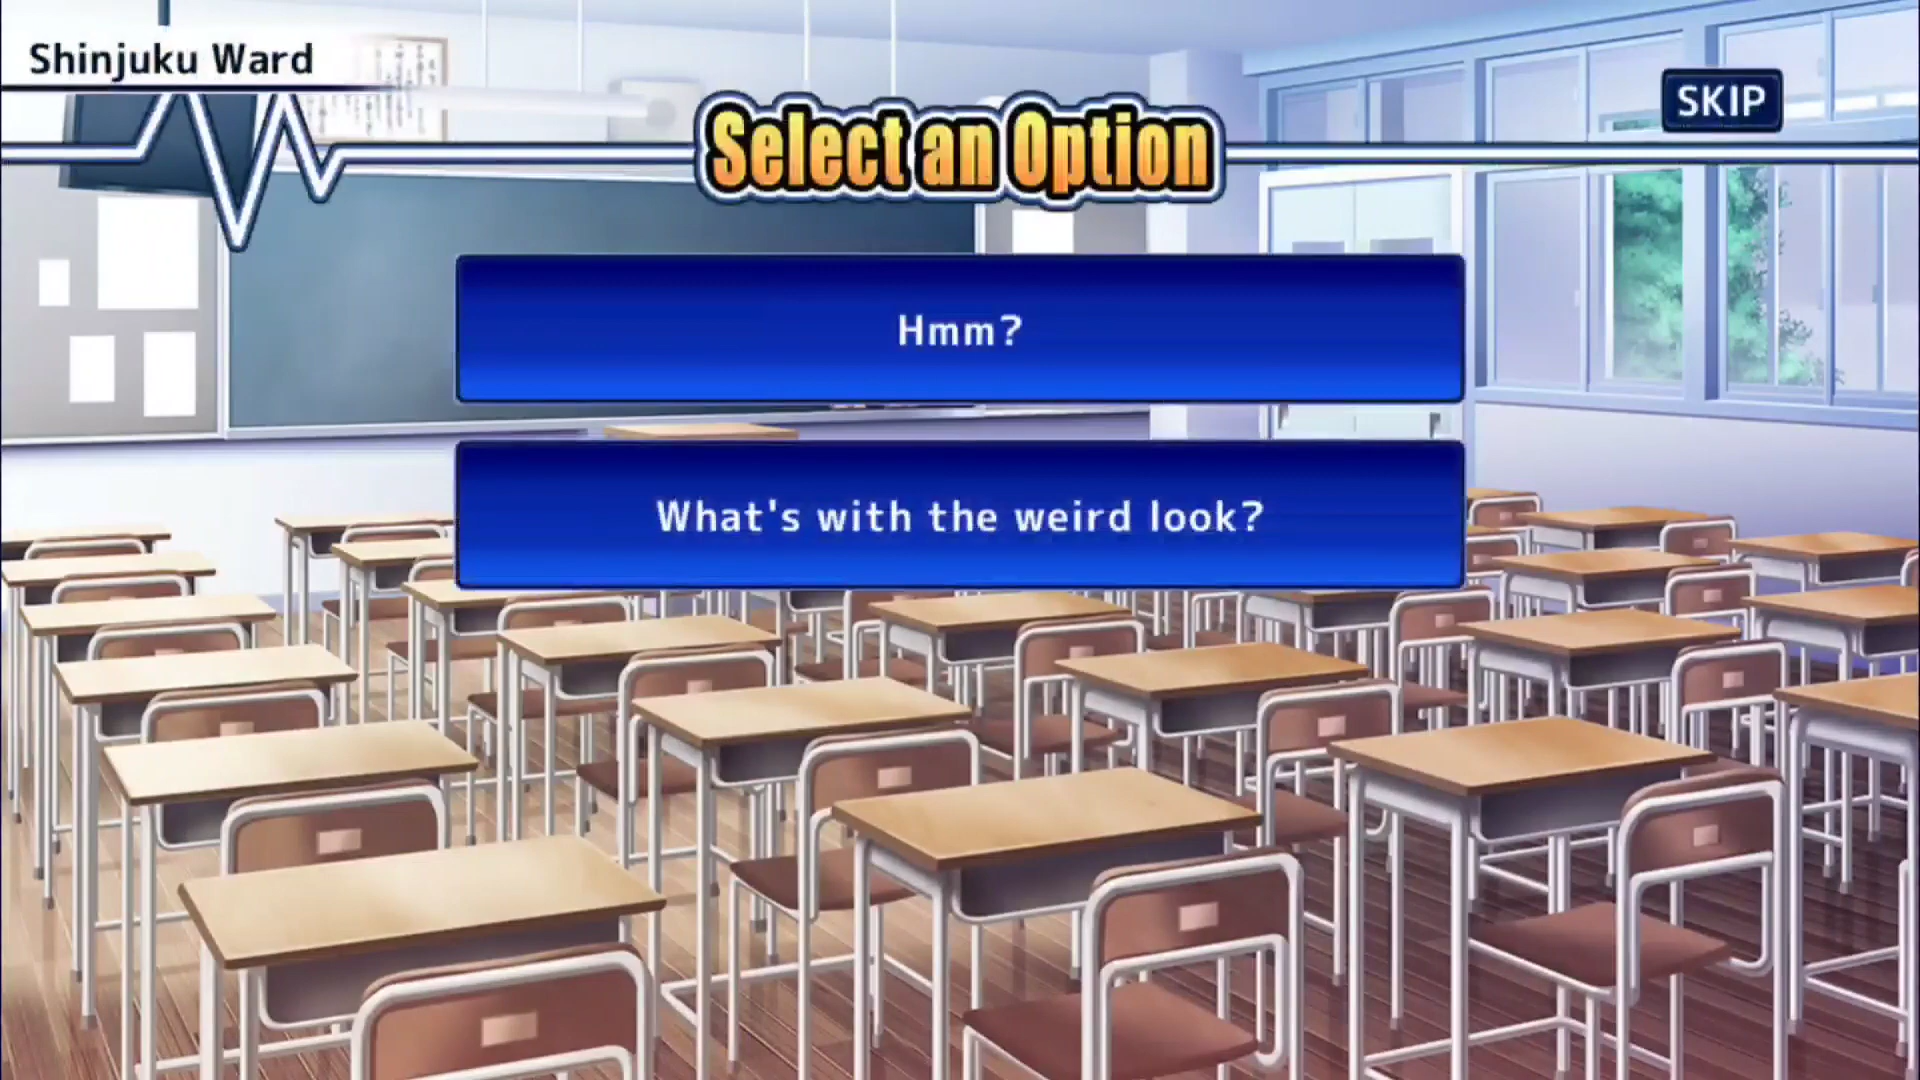 Shinjuku Ward
SKIP
Select an Option
Hmm?
What's with the weird look?